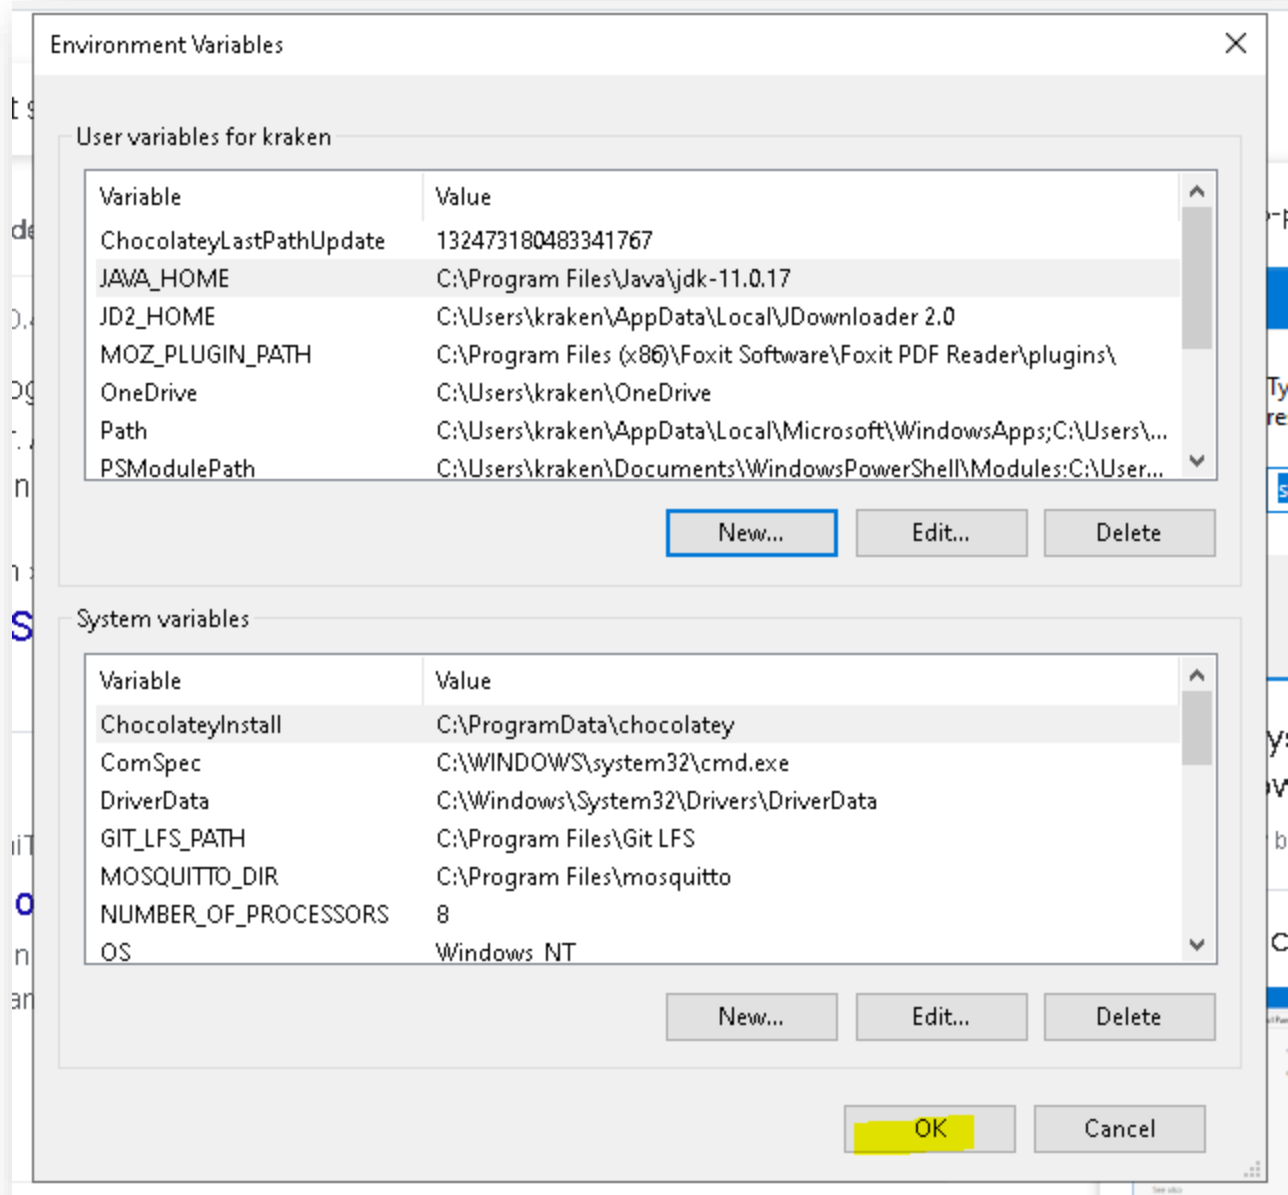 Environment Variables
User variables for kraken
Variable Value
ChocolateyLastPathUpdate 132473180483341767
JAVA_HOME C:\Program Files\Java\jdk-11.0.17
JD2_HOME C:\Users\kraken\AppData\Local\JDownloader 2.0
MOZ_PLUGIN_PATH C:\Program Files (x86)\Foxit Software\Foxit PDF Reader\plugins\
OneDrive C:\Users\kraken\OneDrive
Path C:\Users\kraken\AppData\Local\Microsoft\WindowsApps;C:\Users\...
PSModulePath C:\Users\kraken\Documents\WindowsPowerShell\Modules;C:\User...
New... Edit... Delete
System variables
Variable Value
ChocolateyInstall C:\ProgramData\chocolatey
ComSpec C:\WINDOWS\system32\cmd.exe
DriverData C:\Windows\System32\Drivers\DriverData
GIT_LFS_PATH C:\Program Files\Git LFS
MOSQUITTO_DIR C:\Program Files\mosquitto
NUMBER_OF_PROCESSORS 8
OS Windows_NT
New... Edit... Delete
OK Cancel